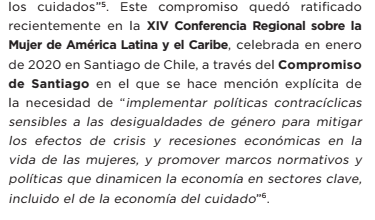 los cuidados”⁵. Este compromiso quedó ratificado
recientemente en la XIV Conferencia Regional sobre la
Mujer de América Latina y el Caribe, celebrada en enero
de 2020 en Santiago de Chile, a través del Compromiso
de Santiago en el que se hace mención explícita de
la necesidad de “implementar políticas contracíclicas
sensibles a las desigualdades de género para mitigar
los efectos de crisis y recesiones económicas en la
vida de las mujeres, y promover marcos normativos y
políticas que dinamicen la economía en sectores clave,
incluido el de la economía del cuidado”⁶.